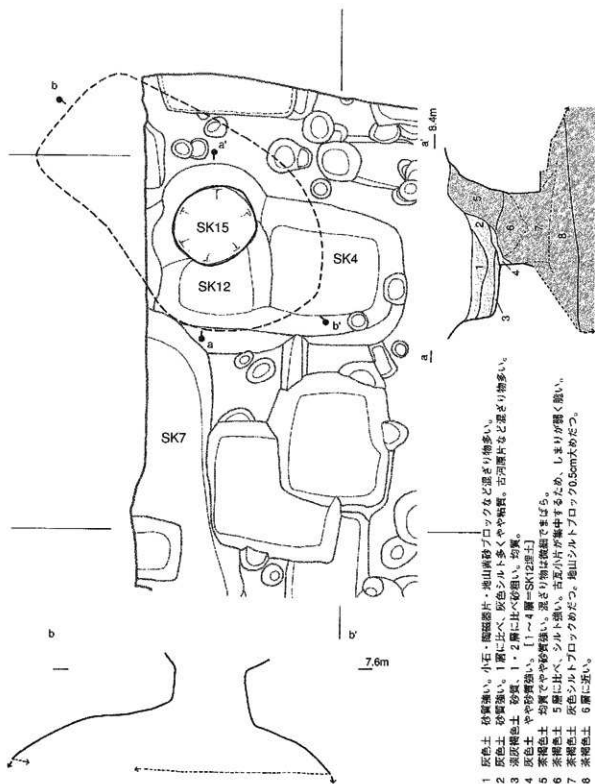 b
a'
SK15
SK12
SK4
a
b'
SK7
a
a'
8.4m
1
2
3
4
5
6
7
8
b
b'
7.6m
1 灰色土 砂質強い。小石・陶磁器片・地山黄砂ブロックなど混ざり物多い。
2 灰色土 砂質強い。1層に比べ、灰色シルト多くやや粘質。古河原片など混ざり物多い。
3 淡灰褐色土 砂質、1・2層に比べ砂粗い。均質。
4 灰色土 やや砂質強い。[1〜4層=SK12埋土]
5 茶褐色土 均質でやや砂質強い。混ざり物は微細でまばら。
6 茶褐色土 5層に比べ、シルト強い。古瓦小片が集中するため、しまりが弱く脆い。
7 茶褐色土 灰色シルトブロックめだつ。地山シルトブロック0.5cm大めだつ。
8 茶褐色土 6層に近い。